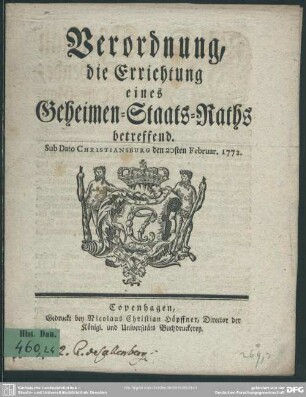 Verordnung,
die Errichtung
eines
Geheimen-Staats-Raths
betreffend.
Sub Dato CHRISTIANSBURG den 20sten Februar. 1772.
Copenhagen,
Gedruckt bey Nicolaus Christian Höpffner, Director der
Königl. und Universitäts Buchdruckerey.
Hist. Dan.
460,